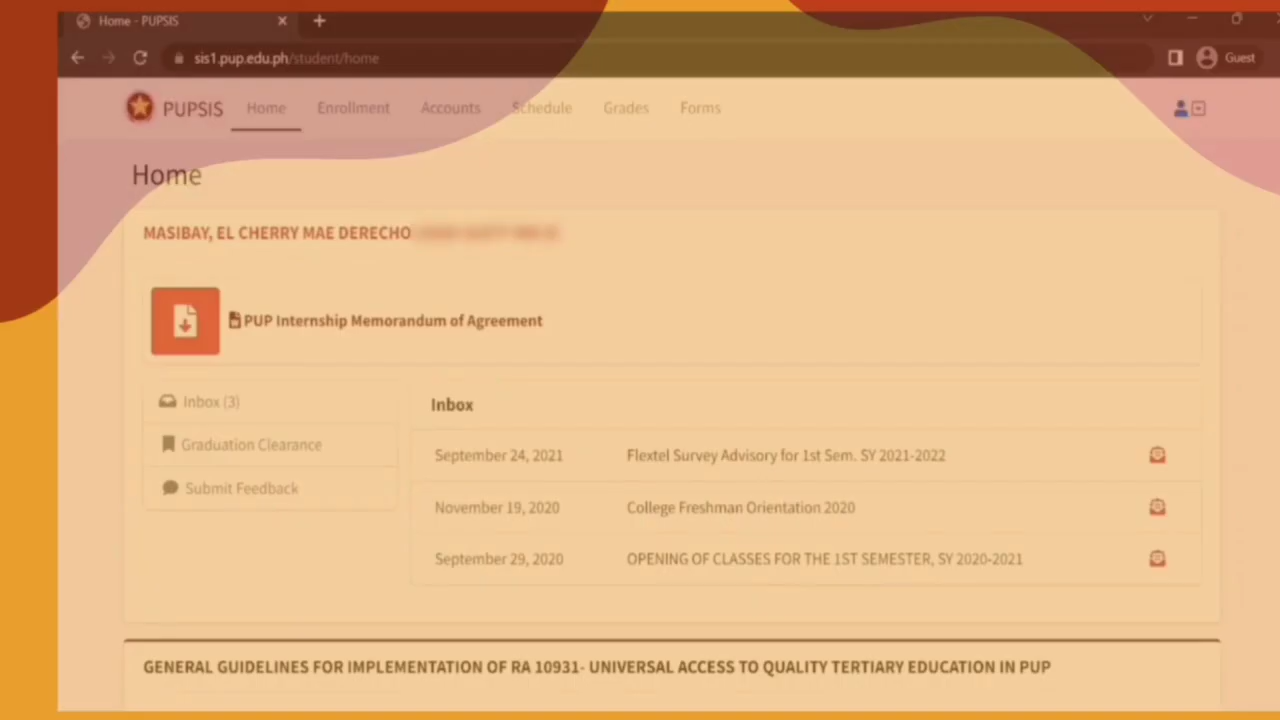 Home - PUPSIS
sis1.pup.edu.ph/student/home
Guest
PUPSIS Home Enrollment Accounts Schedule Grades Forms
Home
MASIBAY, EL CHERRY MAE DERECHO
PUP Internship Memorandum of Agreement
Inbox (3)
Graduation Clearance
Submit Feedback
Inbox
September 24, 2021 Flextel Survey Advisory for 1st Sem. SY 2021-2022
November 19, 2020 College Freshman Orientation 2020
September 29, 2020 OPENING OF CLASSES FOR THE 1ST SEMESTER, SY 2020-2021
GENERAL GUIDELINES FOR IMPLEMENTATION OF RA 10931- UNIVERSAL ACCESS TO QUALITY TERTIARY EDUCATION IN PUP